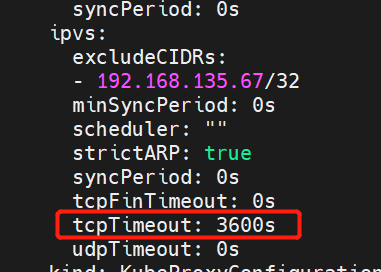 syncPeriod: 0s
ipvs:
excludeCIDRs:
- 192.168.135.67/32
minSyncPeriod: 0s
scheduler: ""
strictARP: true
syncPeriod: 0s
tcpFinTimeout: 0s
tcpTimeout: 3600s
udpTimeout: 0s
kind: KubeProxyConfiguration